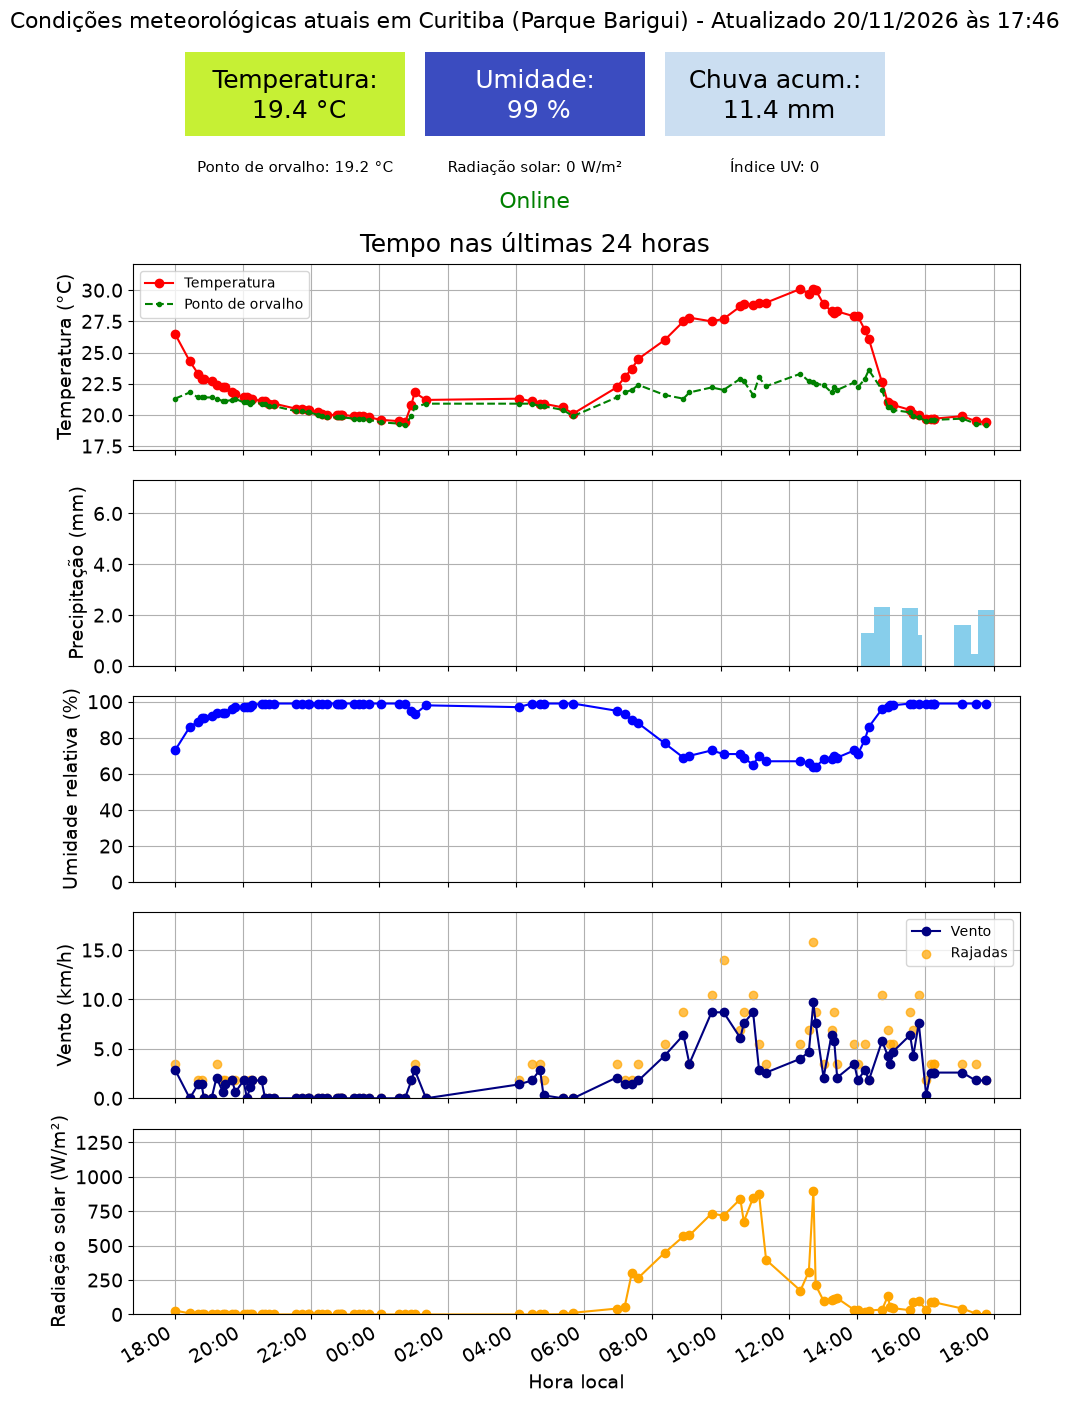 Condições meteorológicas atuais em Curitiba (Parque Barigui) - Atualizado 20/11/2026 às 17:46
Temperatura:
19.4 °C
Umidade:
99 %
Chuva acum.:
11.4 mm
Ponto de orvalho: 19.2 °C
Radiação solar: 0 W/m²
Índice UV: 0
Online
Tempo nas últimas 24 horas
Temperatura (°C)
30.0
27.5
25.0
22.5
20.0
17.5
Temperatura
Ponto de orvalho
Precipitação (mm)
6.0
4.0
2.0
0.0
Umidade relativa (%)
100
80
60
40
20
0
Vento (km/h)
15.0
10.0
5.0
0.0
Vento
Rajadas
Radiação solar (W/m²)
1250
1000
750
500
250
0
18:00
20:00
22:00
00:00
02:00
04:00
06:00
08:00
10:00
12:00
14:00
16:00
18:00
Hora local